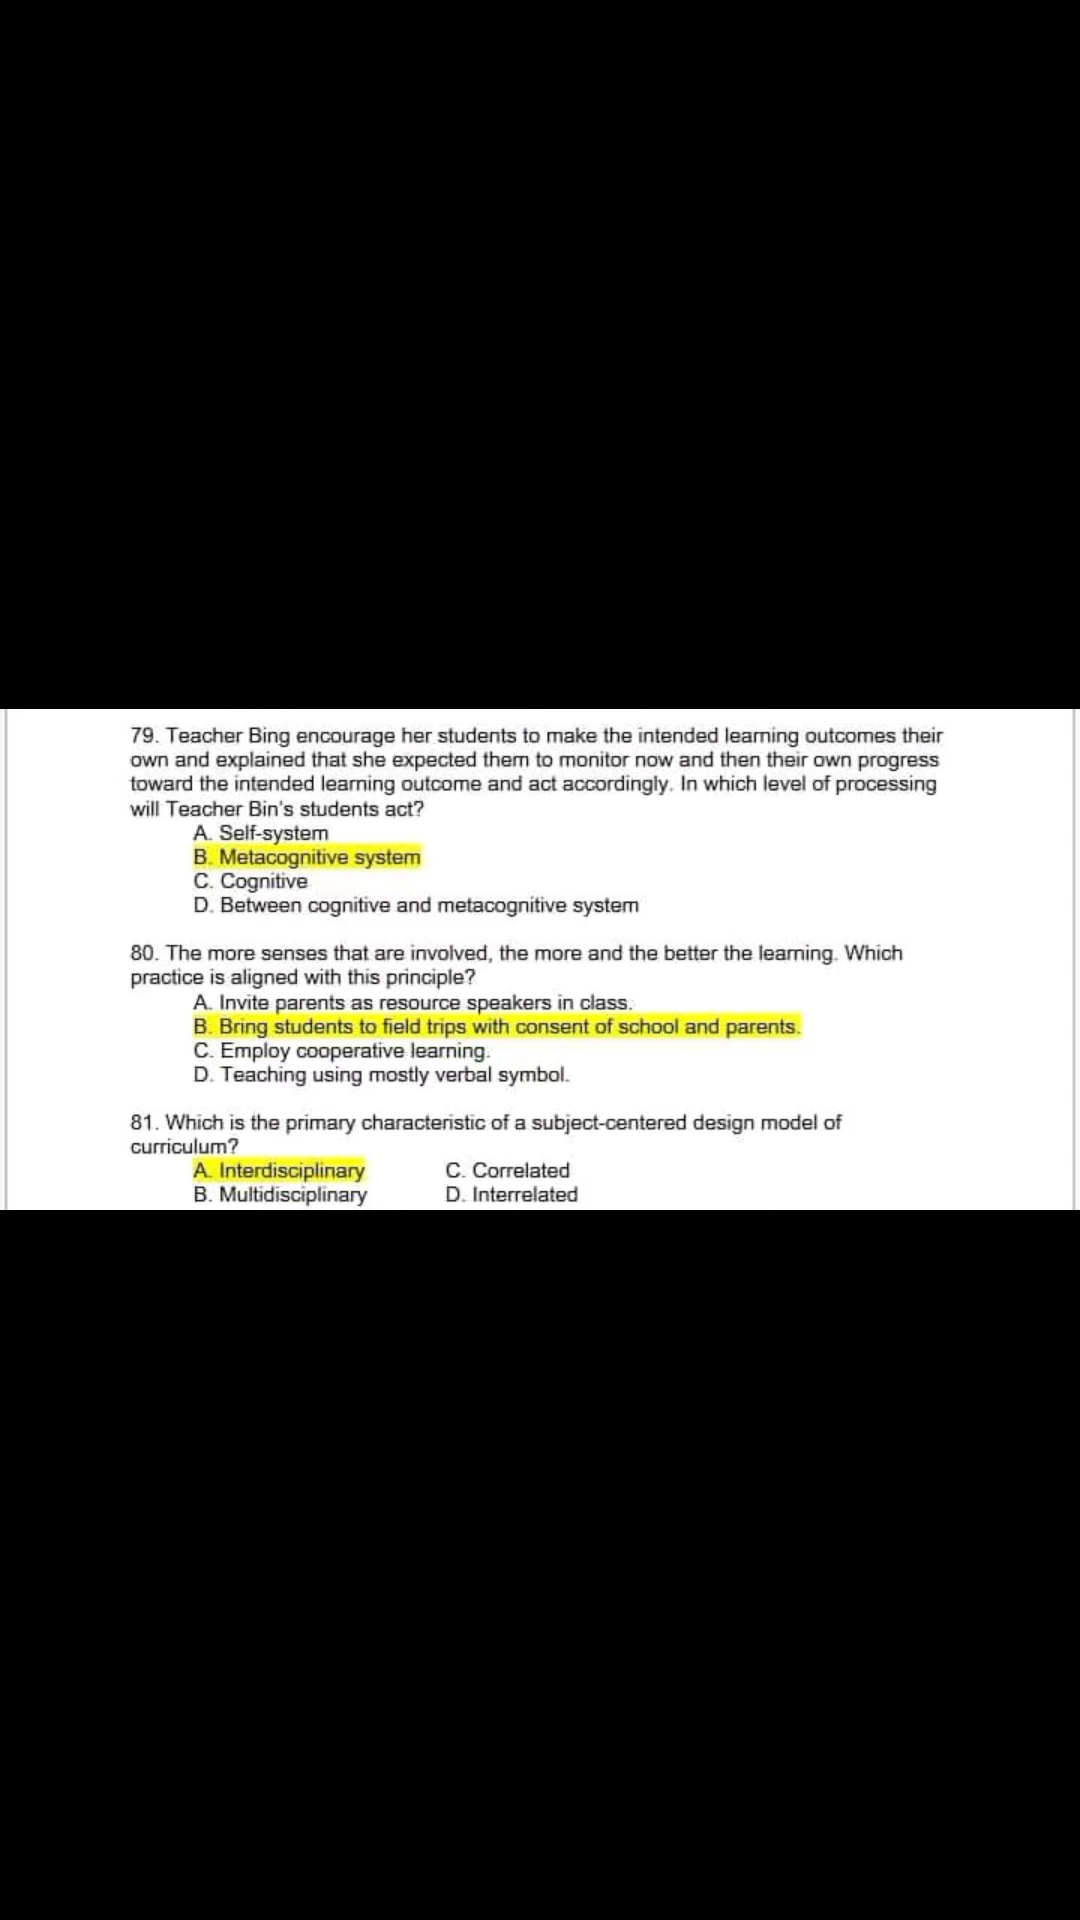 79. Teacher Bing encourage her students to make the intended learning outcomes their
own and explained that she expected them to monitor now and then their own progress
toward the intended learning outcome and act accordingly. In which level of processing
will Teacher Bin's students act?
A. Self-system
B. Metacognitive system
C. Cognitive
D. Between cognitive and metacognitive system
80. The more senses that are involved, the more and the better the learning. Which
practice is aligned with this principle?
A. Invite parents as resource speakers in class.
B. Bring students to field trips with consent of school and parents.
C. Employ cooperative learning.
D. Teaching using mostly verbal symbol.
81. Which is the primary characteristic of a subject-centered design model of
curriculum?
A. Interdisciplinary C. Correlated
B. Multidisciplinary D. Interrelated